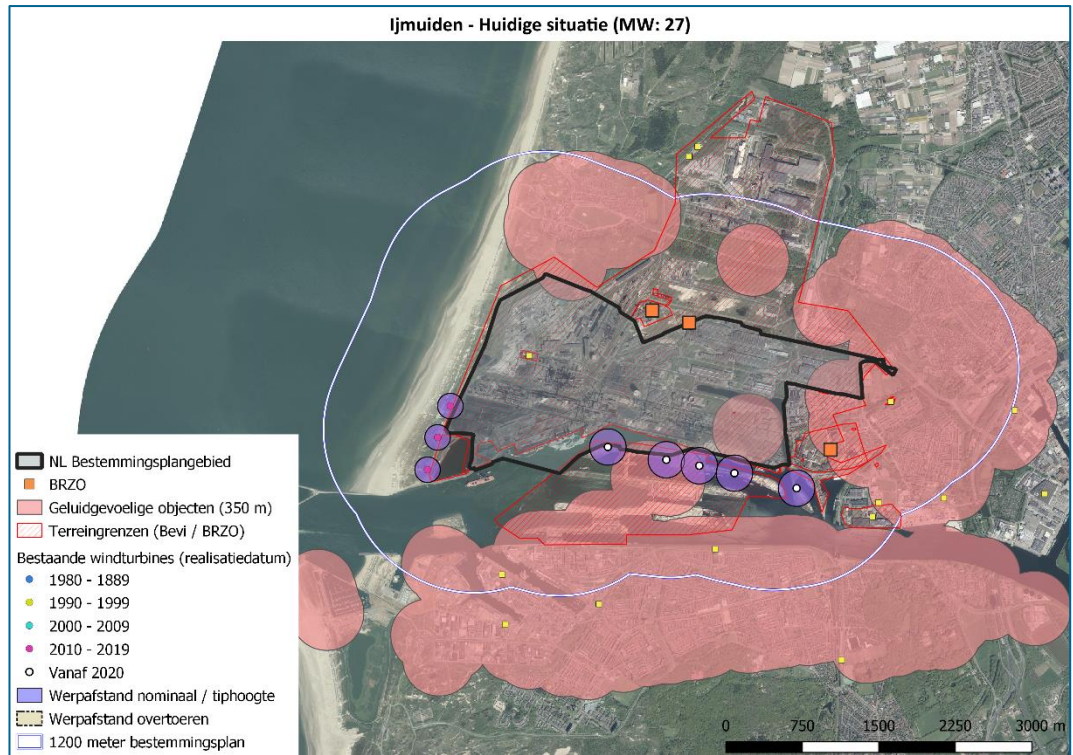 Ijmuiden - Huidige situatie (MW: 27)
NL Bestemmingsplangebied
BRZO
Geluidgevoelige objecten (350 m)
Terreingrenzen (Bevi / BRZO)
Bestaande windturbines (realisatiedatum)
1980 - 1889
1990 - 1999
2000 - 2009
2010 - 2019
Vanaf 2020
Werpafstand nominaal / tiphoogte
Werpafstand overtoeren
1200 meter bestemmingsplan
0 750 1500 2250 3000 m